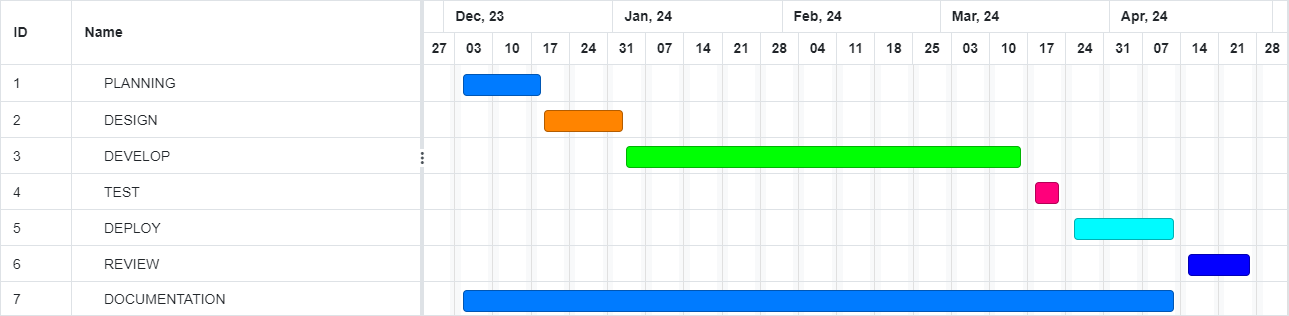 ID Name Dec, 23 Jan, 24 Feb, 24 Mar, 24 Apr, 24
27 03 10 17 24 31 07 14 21 28 04 11 18 25 03 10 17 24 31 07 14 21 28
1 PLANNING
2 DESIGN
3 DEVELOP
4 TEST
5 DEPLOY
6 REVIEW
7 DOCUMENTATION